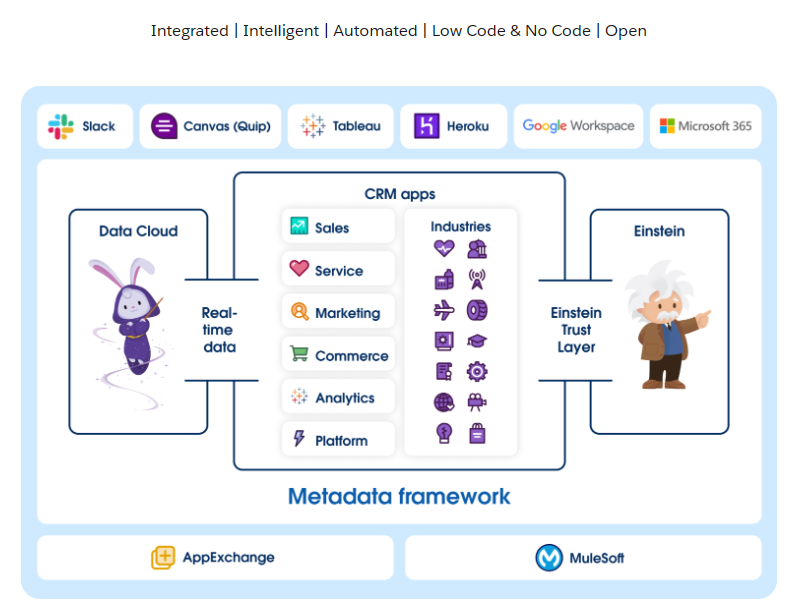 Integrated | Intelligent | Automated | Low Code & No Code | Open
Slack
Canvas (Quip)
Tableau
Heroku
Google Workspace
Microsoft 365
CRM apps
Data Cloud
Real-
time
data
Sales
Service
Marketing
Commerce
Analytics
Platform
Industries
Einstein
Einstein
Trust
Layer
Metadata framework
AppExchange
MuleSoft